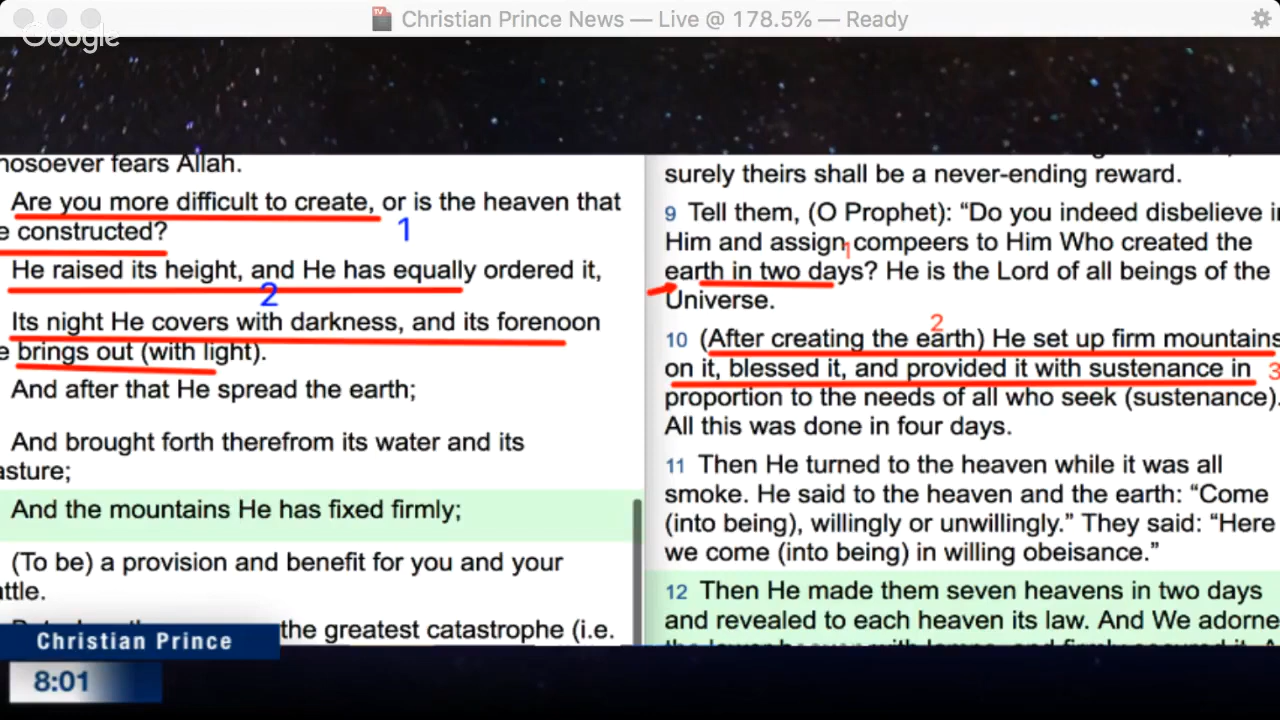 Christian Prince News — Live @ 178.5% — Ready
Google
hosoever fears Allah.
Are you more difficult to create, or is the heaven that
e constructed?
1
He raised its height, and He has equally ordered it,
2
Its night He covers with darkness, and its forenoon
e brings out (with light).
And after that He spread the earth;
And brought forth therefrom its water and its
asture;
And the mountains He has fixed firmly;
(To be) a provision and benefit for you and your
ttle.
the greatest catastrophe (i.e.
surely theirs shall be a never-ending reward.
9 Tell them, (O Prophet): “Do you indeed disbelieve in
Him and assign compeers to Him Who created the
1
earth in two days? He is the Lord of all beings of the
Universe.
2
10 (After creating the earth) He set up firm mountains
on it, blessed it, and provided it with sustenance in
3
proportion to the needs of all who seek (sustenance).
All this was done in four days.
11 Then He turned to the heaven while it was all
smoke. He said to the heaven and the earth: “Come
(into being), willingly or unwillingly.” They said: “Here
we come (into being) in willing obeisance.”
12 Then He made them seven heavens in two days
and revealed to each heaven its law. And We adorne
Christian Prince
8:01